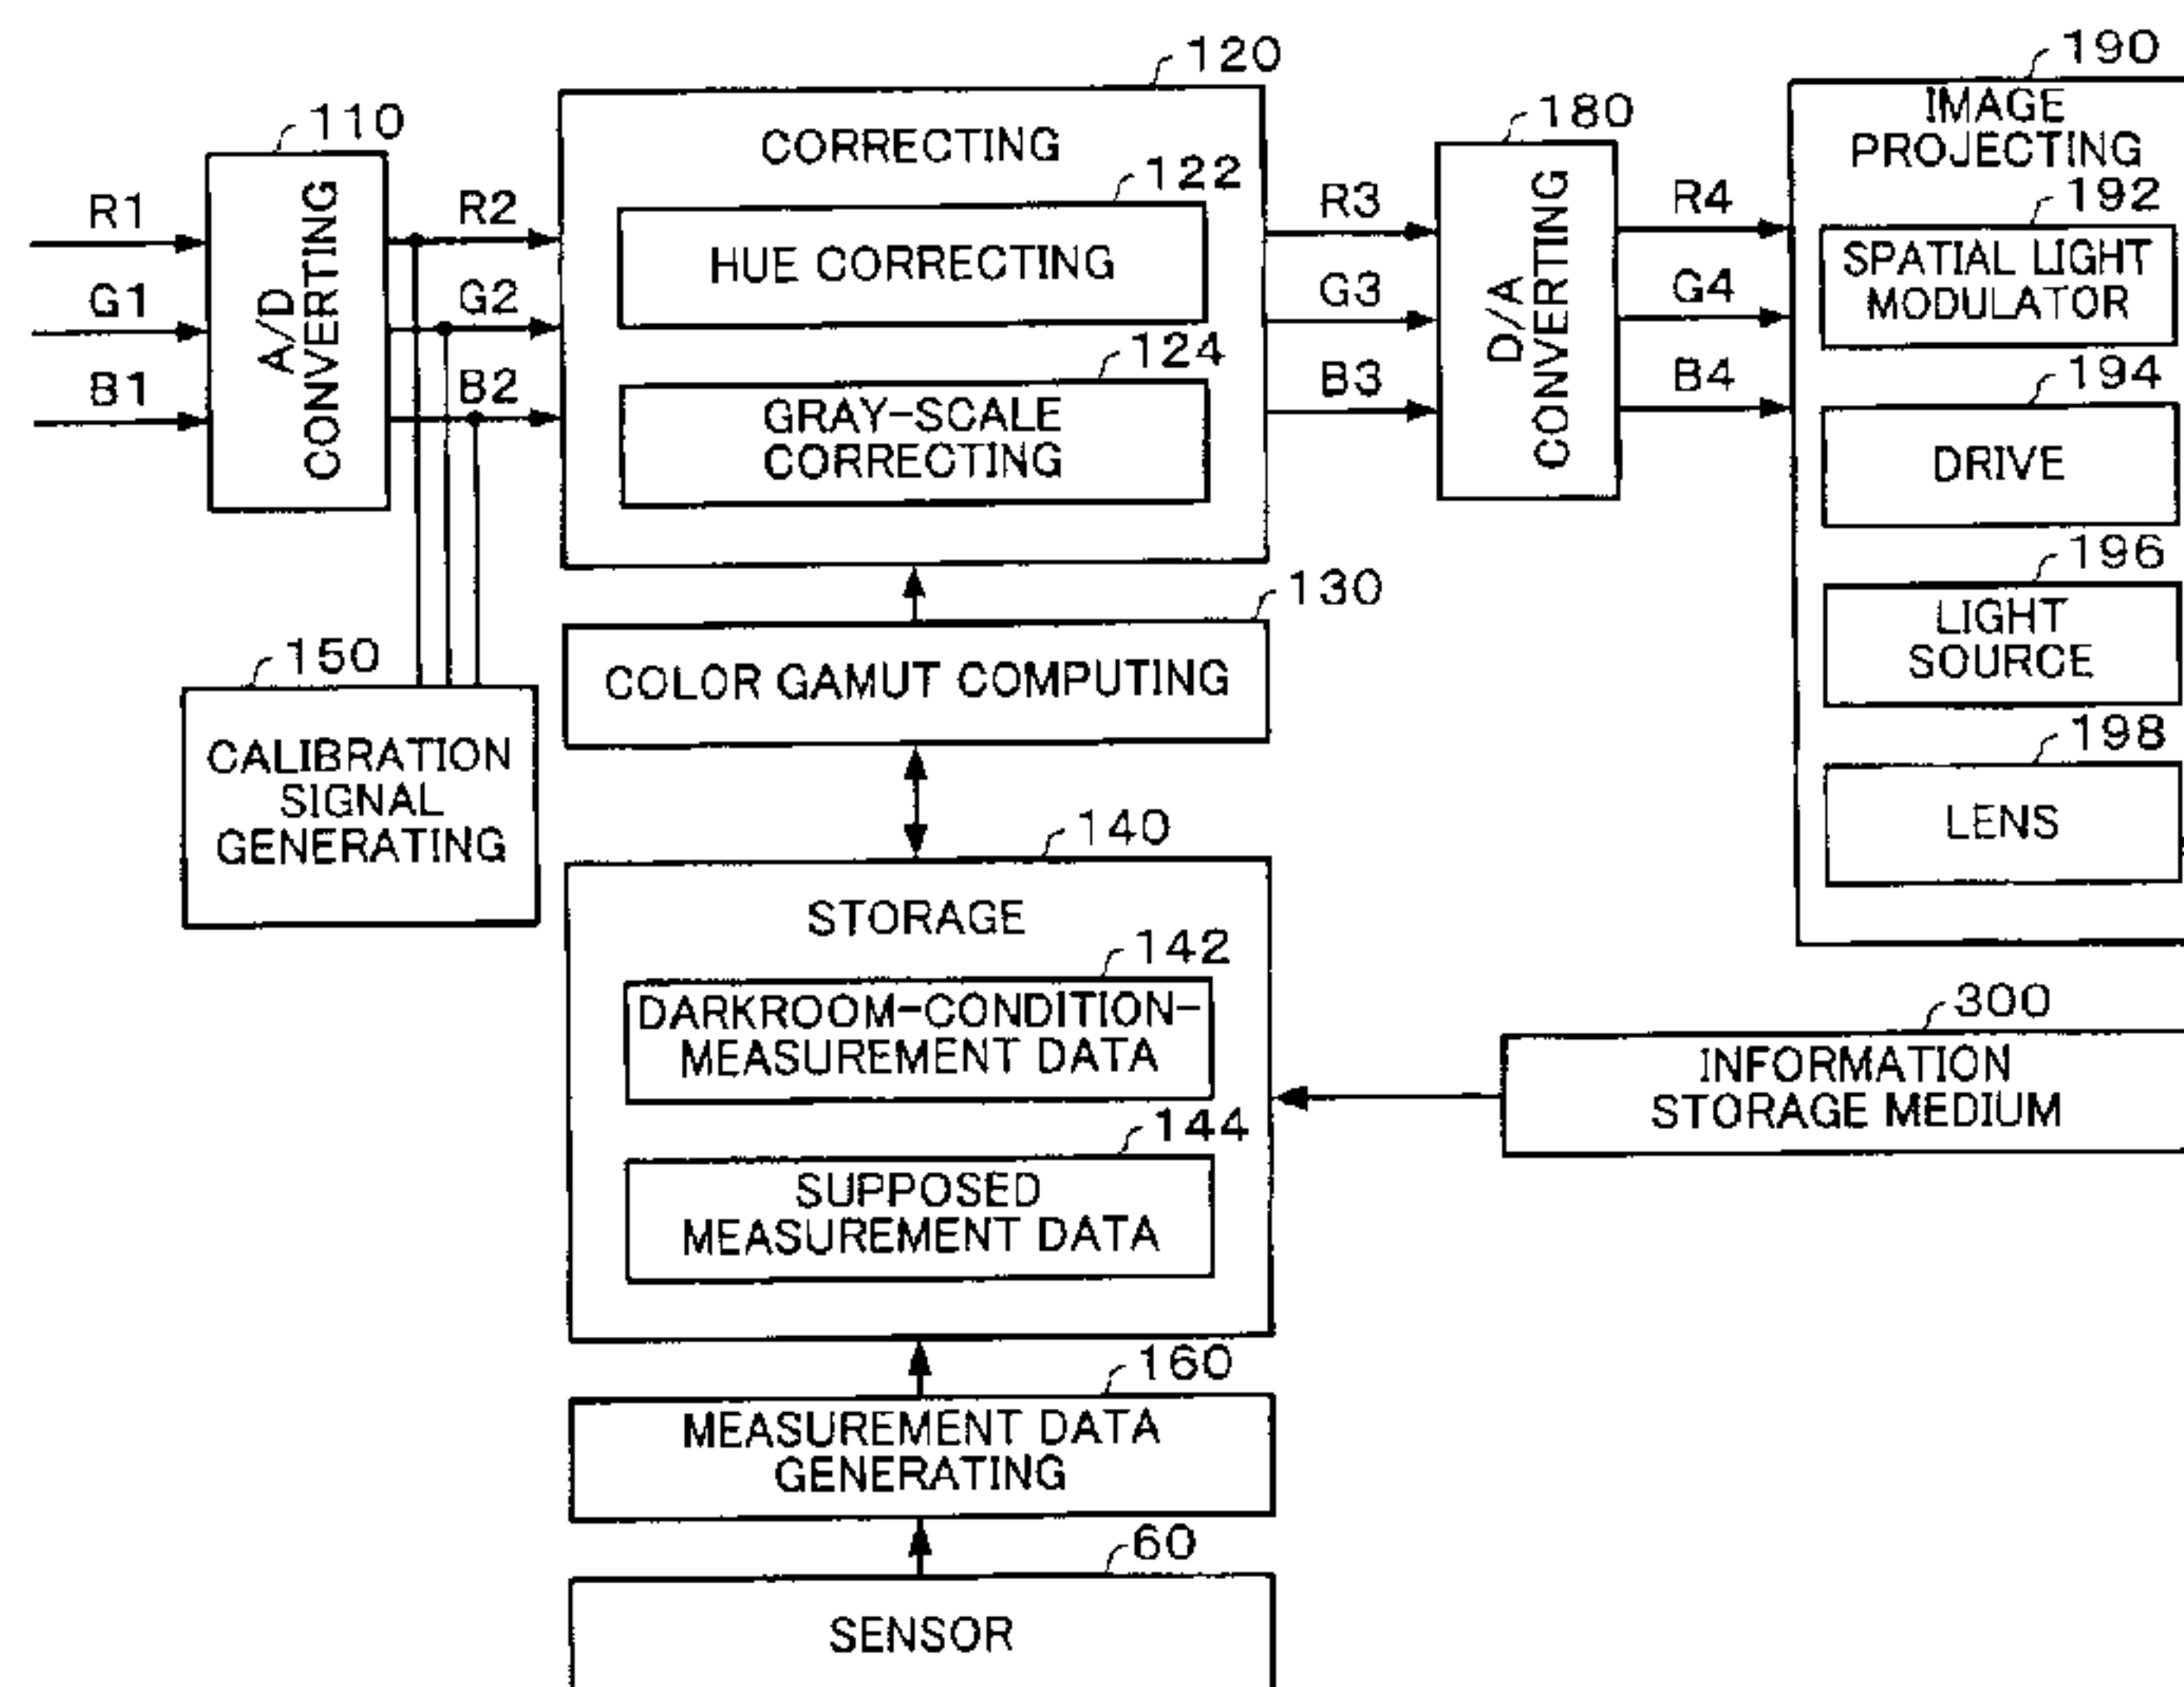 110
R1
G1
B1
A/D
CONVERTING
R2
G2
B2
120
CORRECTING
122
HUE CORRECTING
124
GRAY-SCALE
CORRECTING
R3
G3
B3
180
D/A
CONVERTING
R4
G4
B4
190
IMAGE
PROJECTING
192
SPATIAL LIGHT
MODULATOR
194
DRIVE
196
LIGHT
SOURCE
198
LENS
150
CALIBRATION
SIGNAL
GENERATING
130
COLOR GAMUT COMPUTING
140
STORAGE
142
DARKROOM-CONDITION-
MEASUREMENT DATA
144
SUPPOSED
MEASUREMENT DATA
300
INFORMATION
STORAGE MEDIUM
160
MEASUREMENT DATA
GENERATING
60
SENSOR